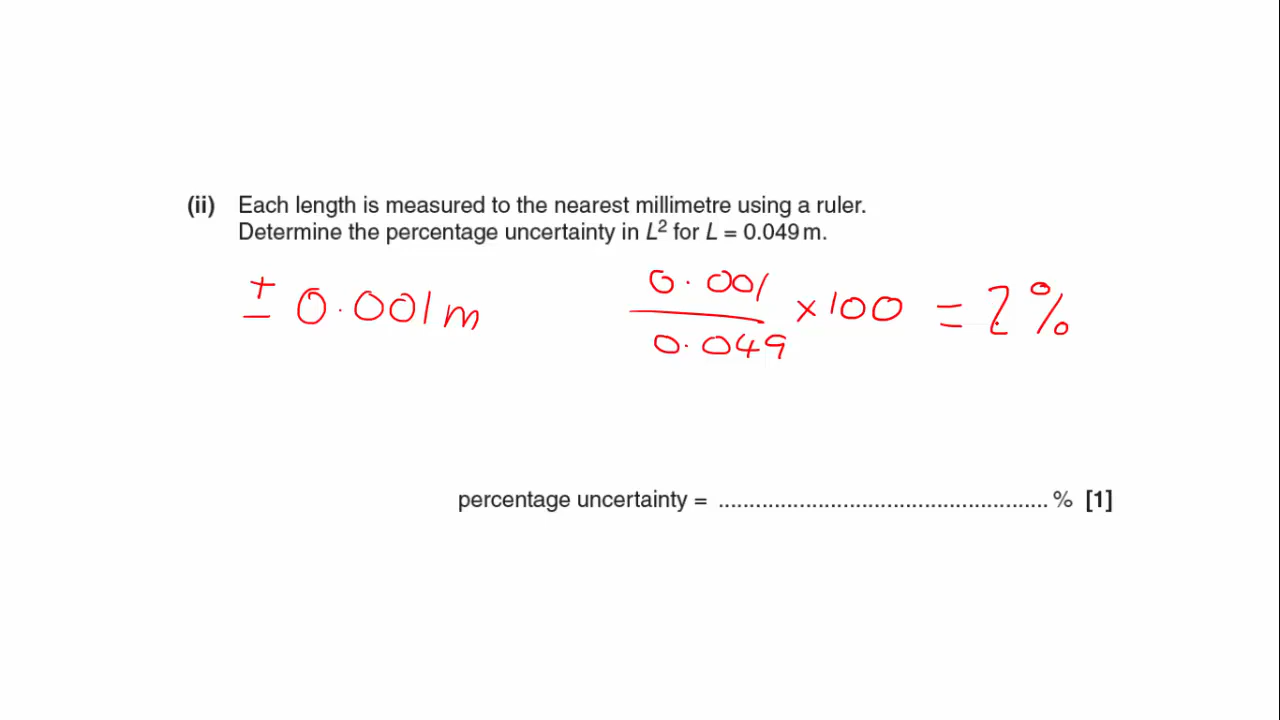 (ii) Each length is measured to the nearest millimetre using a ruler.
Determine the percentage uncertainty in L² for L = 0.049 m.
± 0.001 m
0.001
0.049
× 100 = 2 %
percentage uncertainty = ..................................................... % [1]